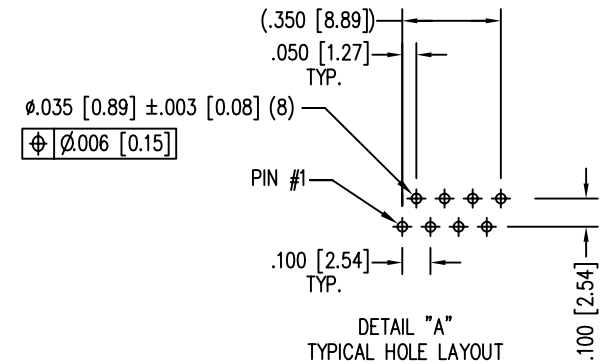 (.350 [8.89])
.050 [1.27]
TYP.
ø.035 [0.89] ±.003 [0.08] (8)
⌖ Ø.006 [0.15]
PIN #1
.100 [2.54]
TYP.
.100 [2.54]
DETAIL "A"
TYPICAL HOLE LAYOUT